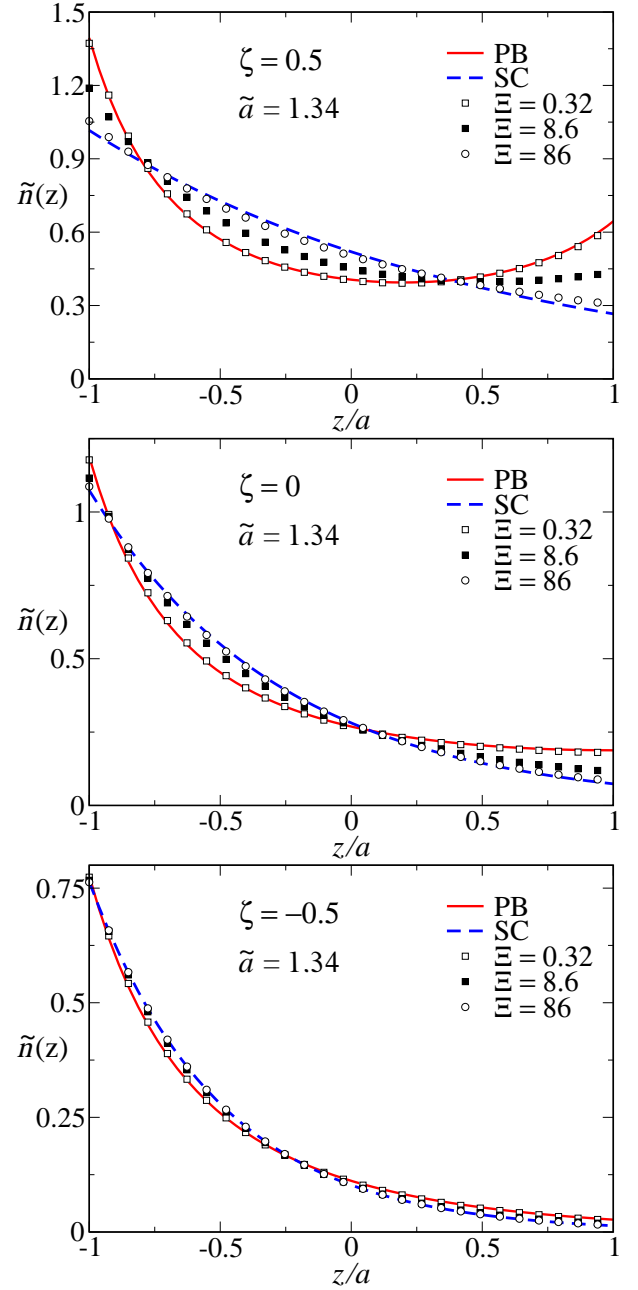 1.5
1.2
0.9
0.6
0.3
0
ñ(z)
ζ = 0.5
ã = 1.34
PB
SC
Ξ = 0.32
Ξ = 8.6
Ξ = 86
-1 -0.5 0 0.5 1
z/a
1
0.5
0
ñ(z)
ζ = 0
ã = 1.34
PB
SC
Ξ = 0.32
Ξ = 8.6
Ξ = 86
-1 -0.5 0 0.5 1
z/a
0.75
0.5
0.25
0
ñ(z)
ζ = −0.5
ã = 1.34
PB
SC
Ξ = 0.32
Ξ = 8.6
Ξ = 86
-1 -0.5 0 0.5 1
z/a